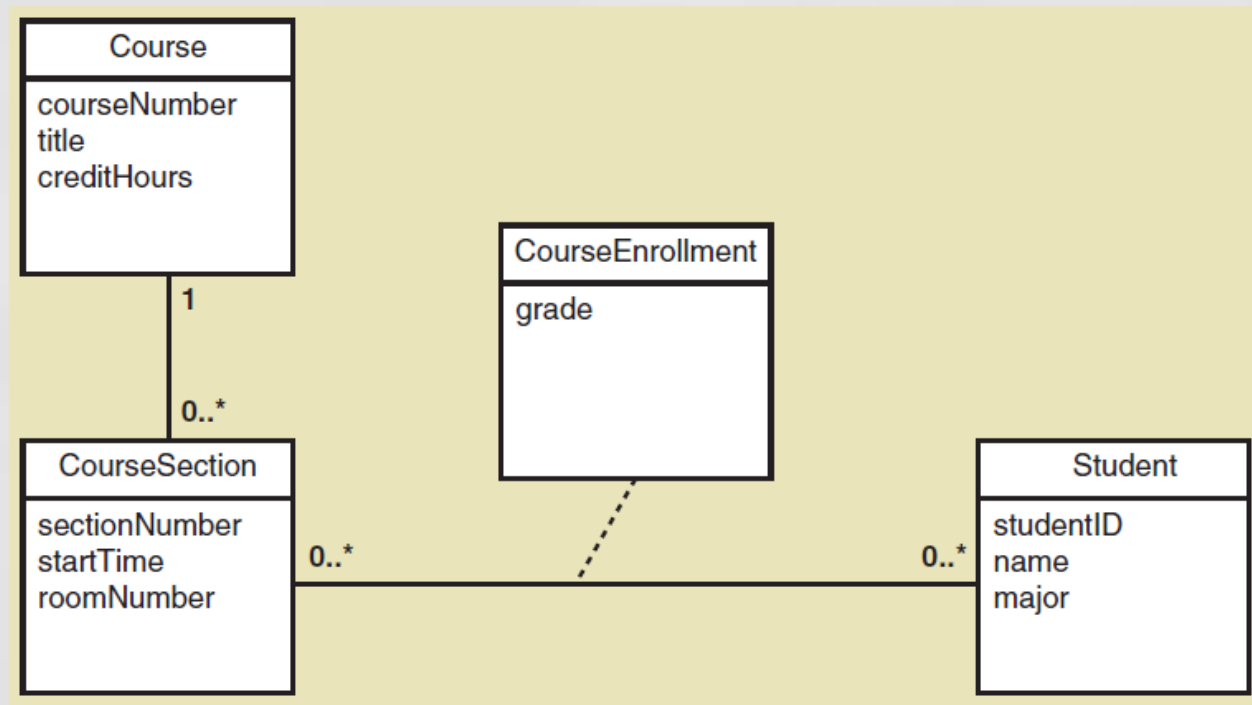 Course
courseNumber
title
creditHours
1
0..*
CourseEnrollment
grade
CourseSection
sectionNumber
startTime
roomNumber
0..*
0..*
Student
studentID
name
major